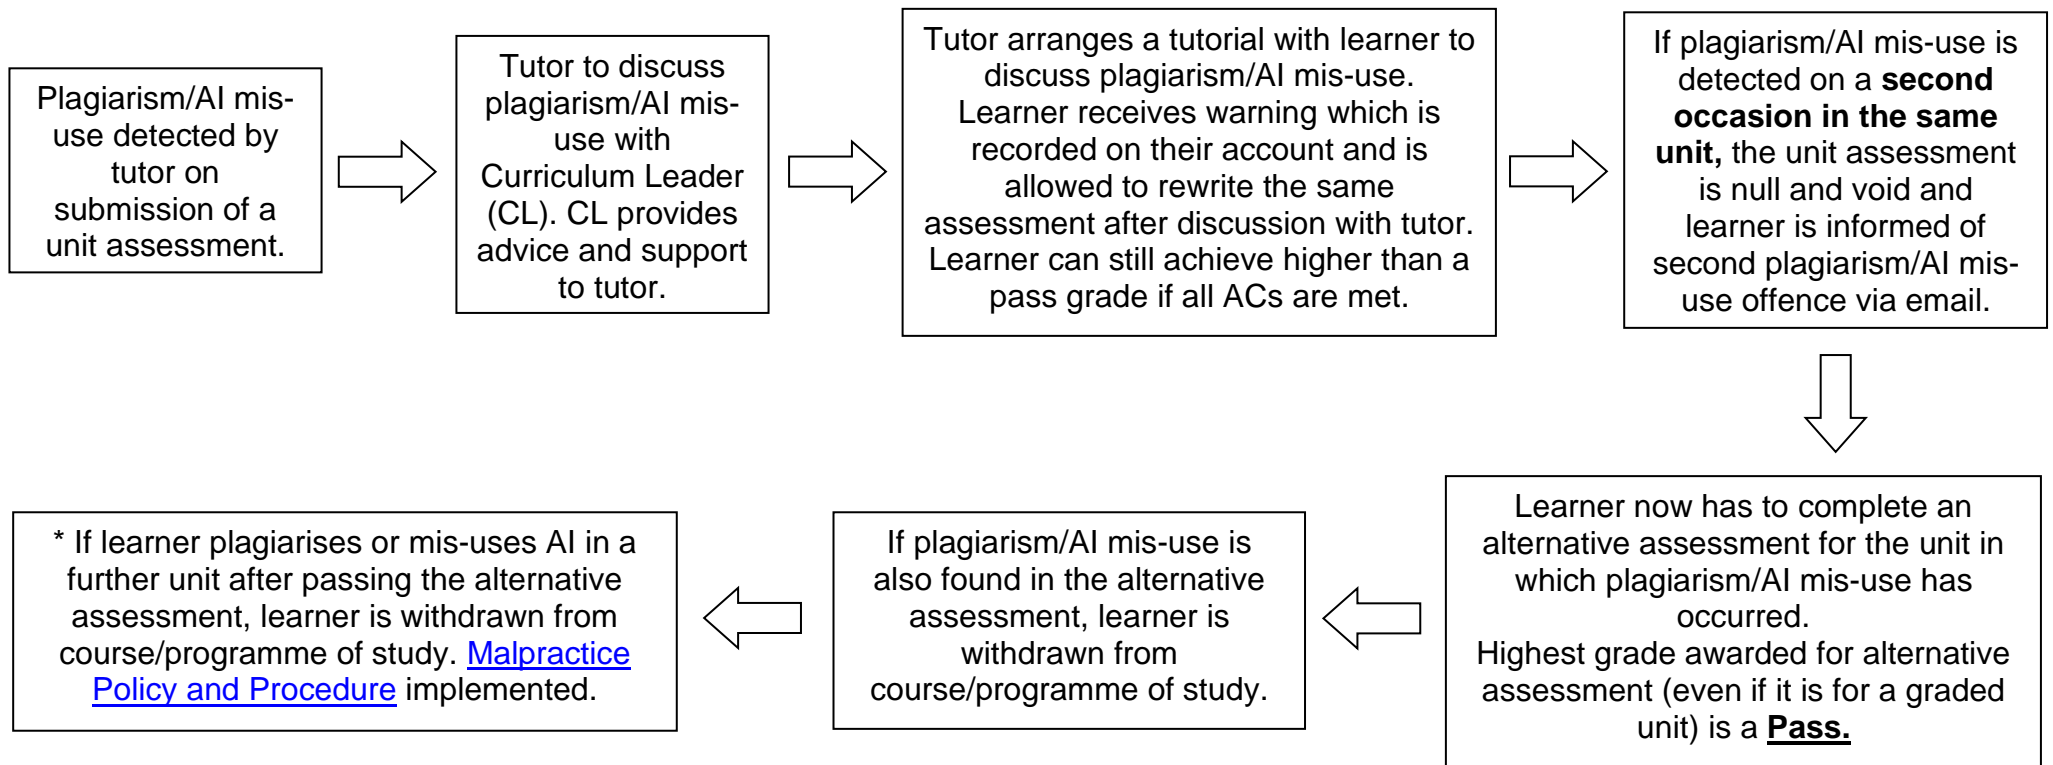 Plagiarism/AI mis-
use detected by
tutor on
submission of a
unit assessment.
Tutor to discuss
plagiarism/AI mis-
use with
Curriculum Leader
(CL). CL provides
advice and support
to tutor.
Tutor arranges a tutorial with learner to
discuss plagiarism/AI mis-use.
Learner receives warning which is
recorded on their account and is
allowed to rewrite the same
assessment after discussion with tutor.
Learner can still achieve higher than a
pass grade if all ACs are met.
If plagiarism/AI mis-use is
detected on a second
occasion in the same
unit, the unit assessment
is null and void and
learner is informed of
second plagiarism/AI mis-
use offence via email.
Learner now has to complete an
alternative assessment for the unit in
which plagiarism/AI mis-use has
occurred.
Highest grade awarded for alternative
assessment (even if it is for a graded
unit) is a Pass.
If plagiarism/AI mis-use is
also found in the alternative
assessment, learner is
withdrawn from
course/programme of study.
* If learner plagiarises or mis-uses AI in a
further unit after passing the alternative
assessment, learner is withdrawn from
course/programme of study. Malpractice
Policy and Procedure implemented.